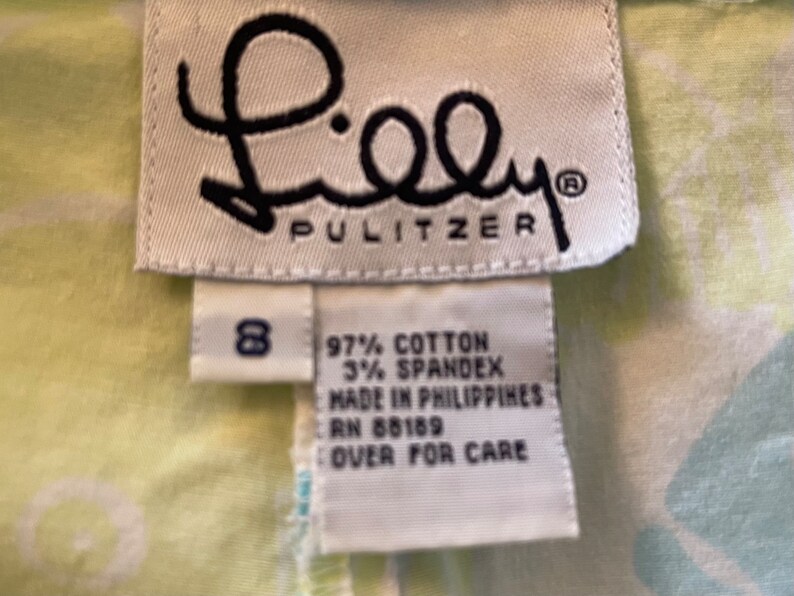 Lilly®
PULITZER
8
97% COTTON
3% SPANDEX
MADE IN PHILIPPINES
RN 88189
OVER FOR CARE